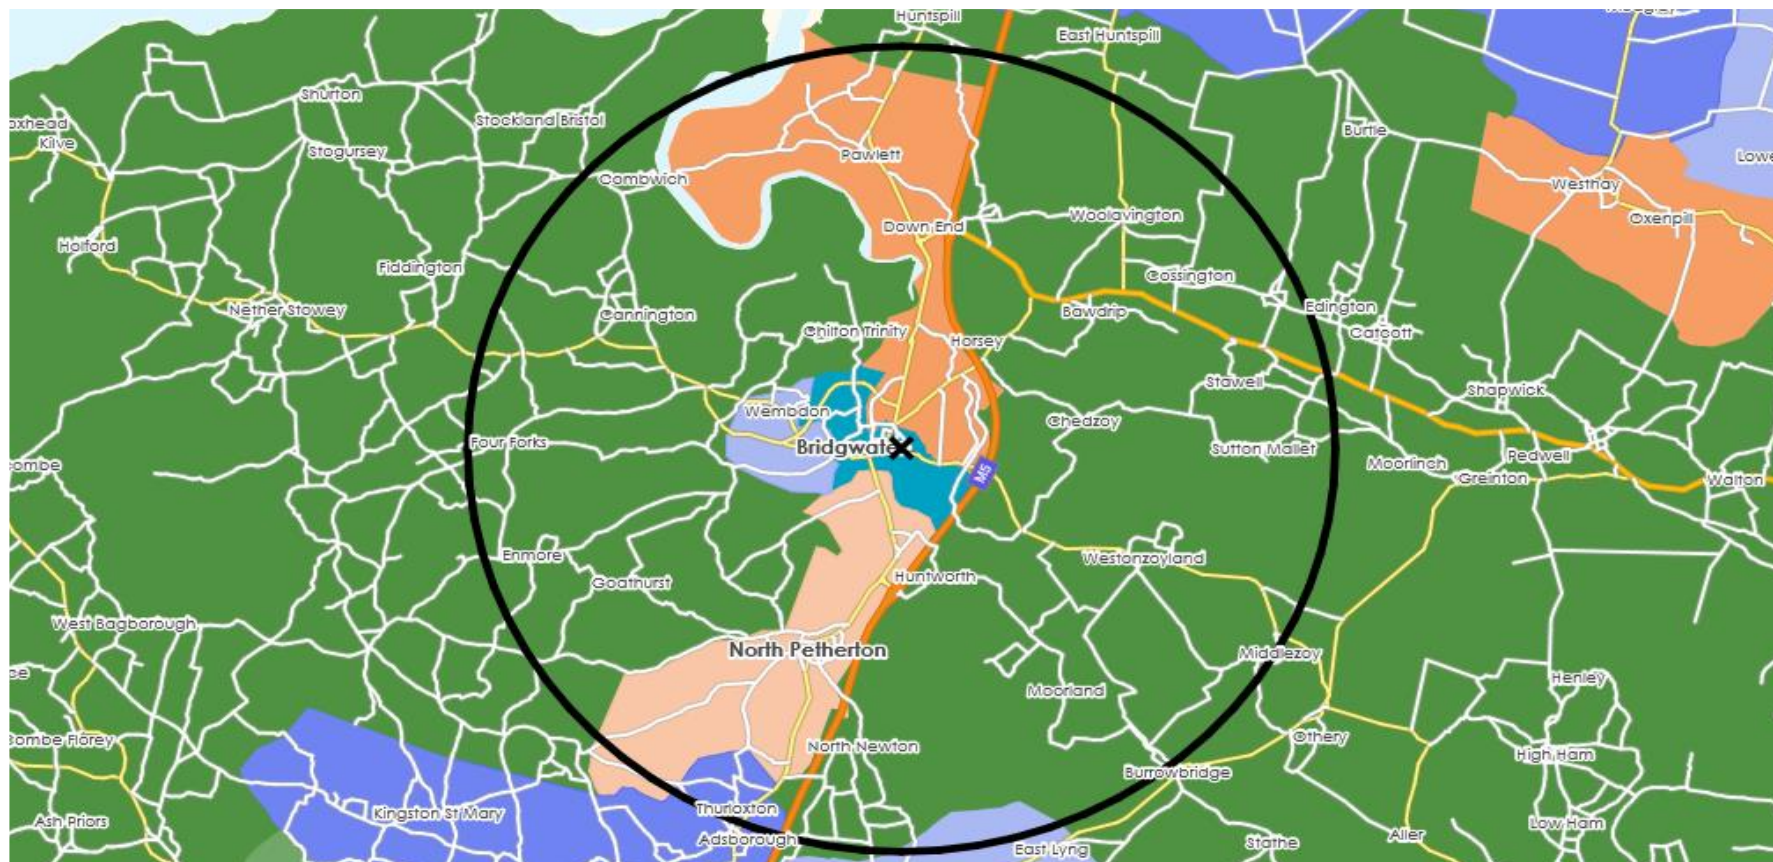 Huntspill
East Huntspill
Shurton
Stockland Bristol
Kilve
Stogursey
Burtle
Pawlett
Combwich
Westhay
Oxenpill
Woolavington
Down End
Holford
Fiddington
Cossington
Nether Stowey
Cannington
Edington
Bawdrip
Chilton Trinity
Catcott
Horsey
Stawell
Shapwick
Wembdon
Chedzoy
Four Forks
Bridgwater
Sutton Mallet
Pedwell
Moorlinch
M5
Greinton
Walton
Enmore
Westonzoyland
Goathurst
Huntworth
West Bagborough
North Petherton
Middlezoy
Henley
Moorland
Combe Florey
North Newton
Othery
High Ham
Burrowbridge
Thurloxton
Kingston St Mary
Ash Priors
Low Ham
Aller
Adsborough
East Lyng
Stathe